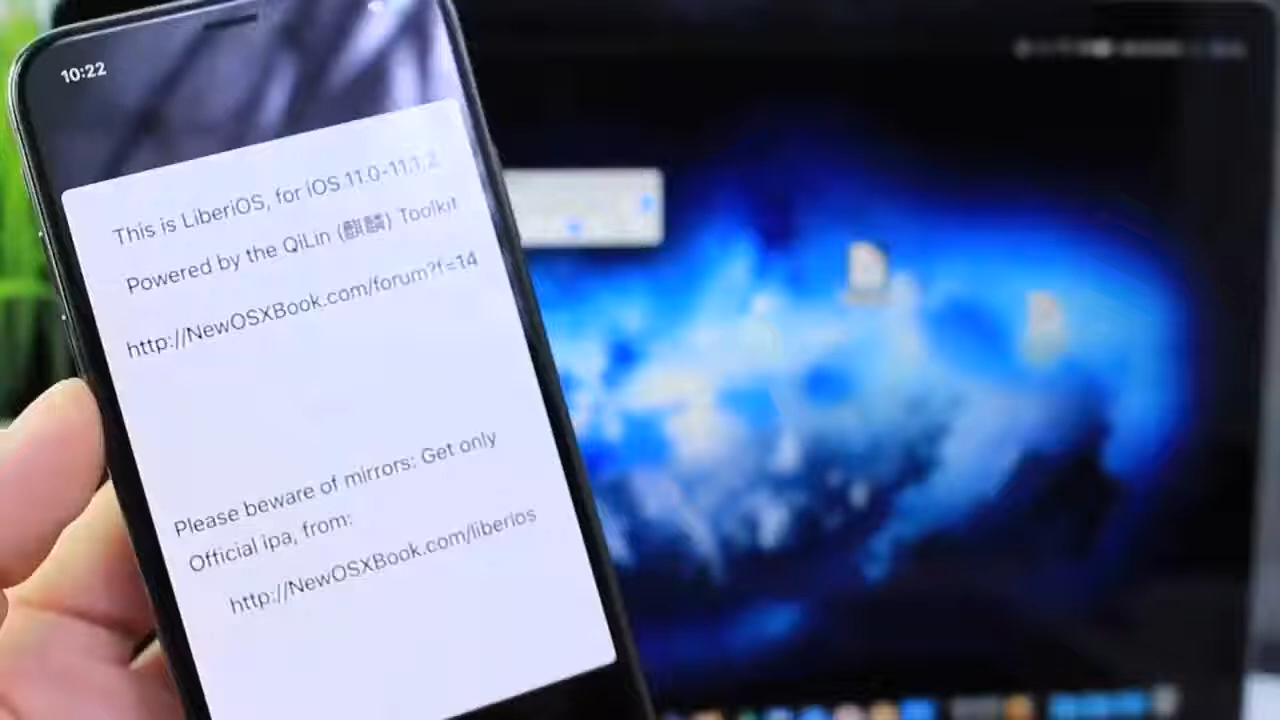 10:22
This is LiberiOS, for iOS 11.0-11.1.2
Powered by the QiLin (麒麟) Toolkit
http://NewOSXBook.com/forum?f=14
Please beware of mirrors: Get only
Official ipa, from:
http://NewOSXBook.com/liberios